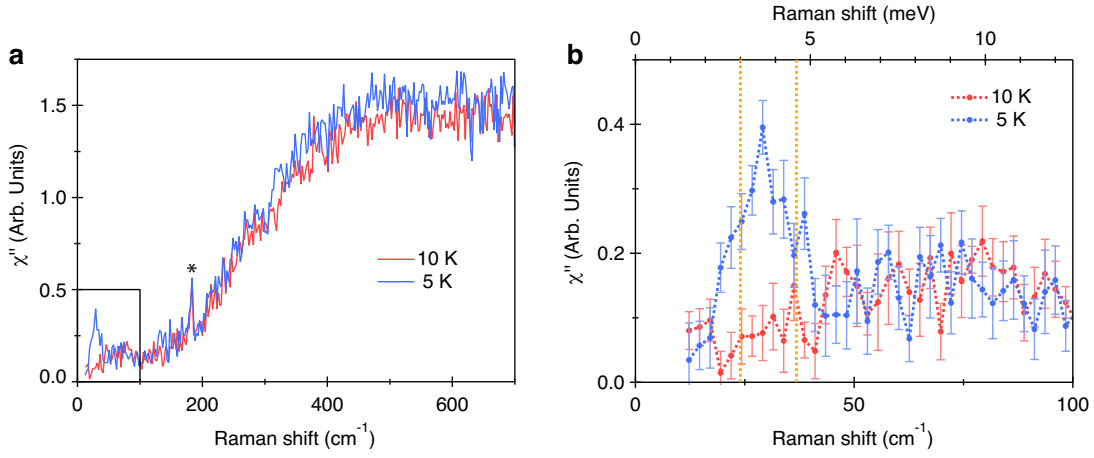 a
χ'' (Arb. Units)
1.5
1.0
0.5
0.0
*
10 K
5 K
0
200
400
600
Raman shift (cm⁻¹)
b
Raman shift (meV)
0
5
10
χ'' (Arb. Units)
0.4
0.2
0.0
10 K
5 K
0
50
100
Raman shift (cm⁻¹)